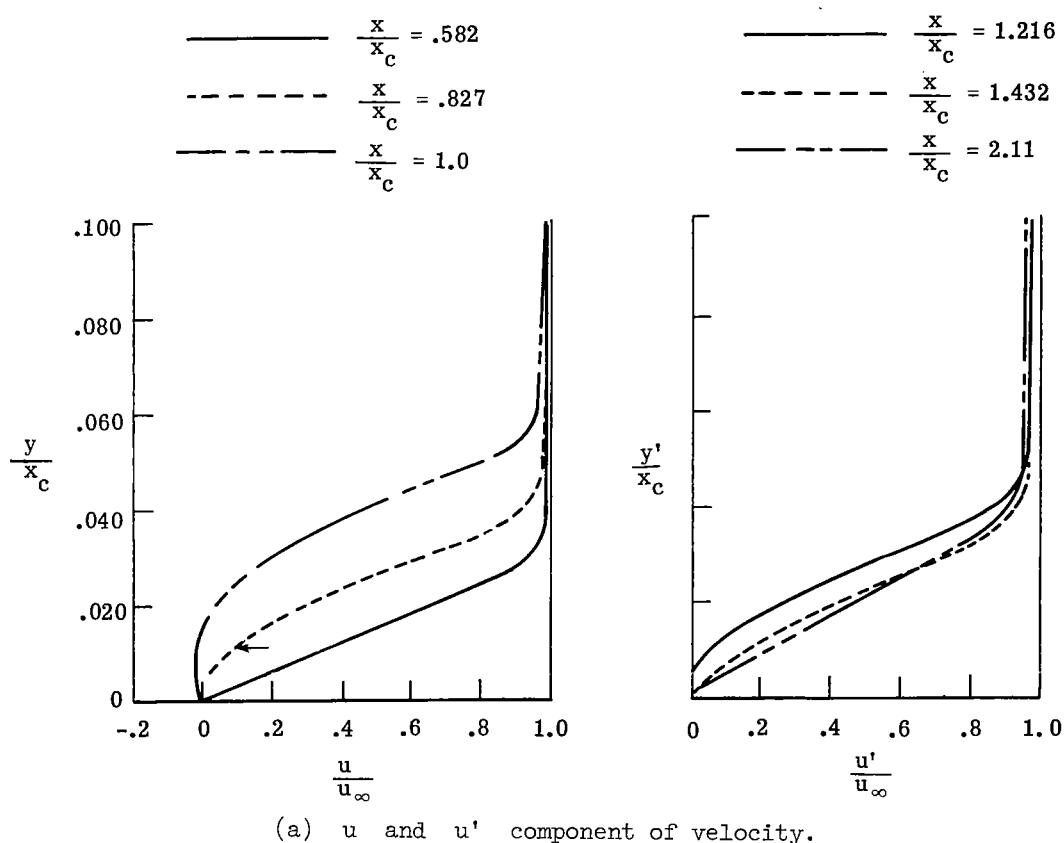 x/x_c = .582
x/x_c = .827
x/x_c = 1.0
x/x_c = 1.216
x/x_c = 1.432
x/x_c = 2.11
.100
.080
.060
.040
.020
0
y/x_c
-.2 0 .2 .4 .6 .8 1.0
u/u_∞
y'/x_c
0 .2 .4 .6 .8 1.0
u'/u_∞
(a) u and u' component of velocity.